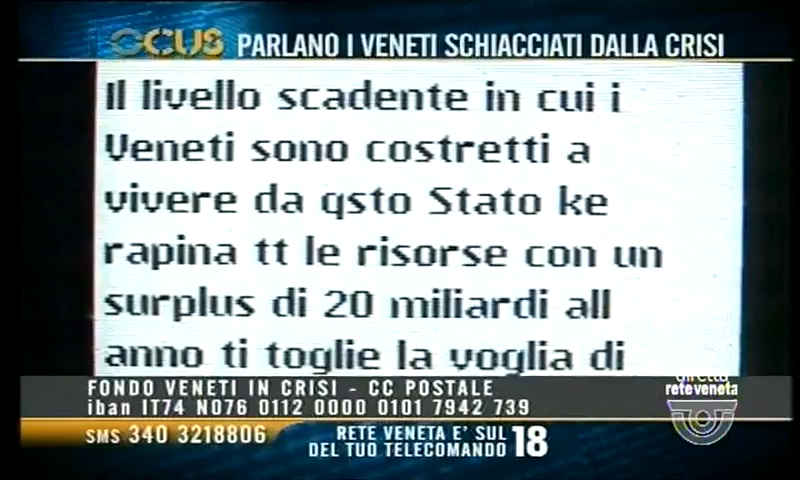 FOCUS PARLANO I VENETI SCHIACCIATI DALLA CRISI
Il livello scadente in cui i
Veneti sono costretti a
vivere da qsto Stato ke
rapina tt le risorse con un
surplus di 20 miliardi all
anno ti toglie la voglia di
diretta
reteveneta
FONDO VENETI IN CRISI - CC POSTALE
iban IT74 N076 0112 0000 0101 7942 739
SMS 340 3218806
RETE VENETA E' SUL
DEL TUO TELECOMANDO 18